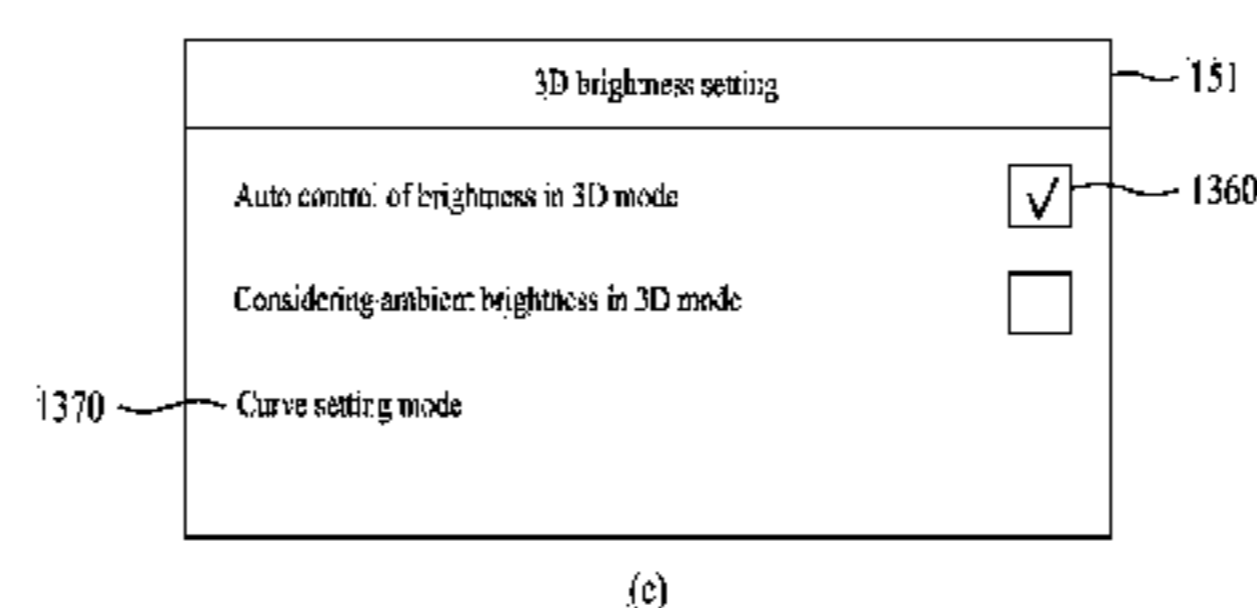 3D brightness setting
151
Auto control of brightness in 3D mode
1360
Considering ambient brightness in 3D mode
1370
Curve setting mode
(c)